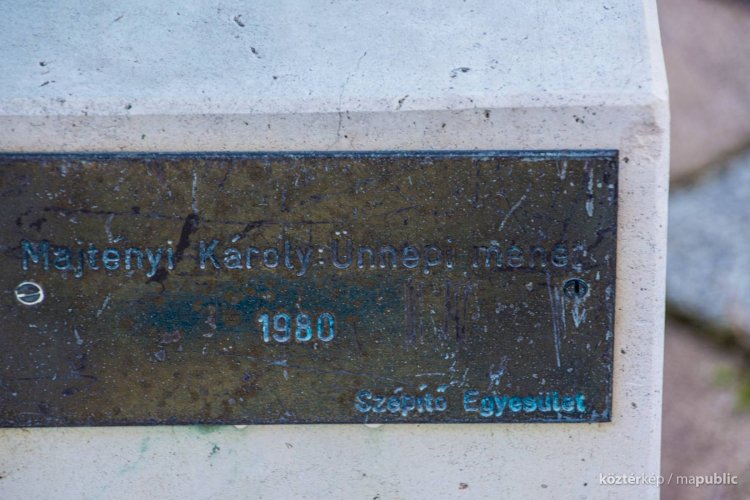 Majtényi Károly: Ünnepi menet
1980
Szépítő Egyesület
köztérkép / mapublic